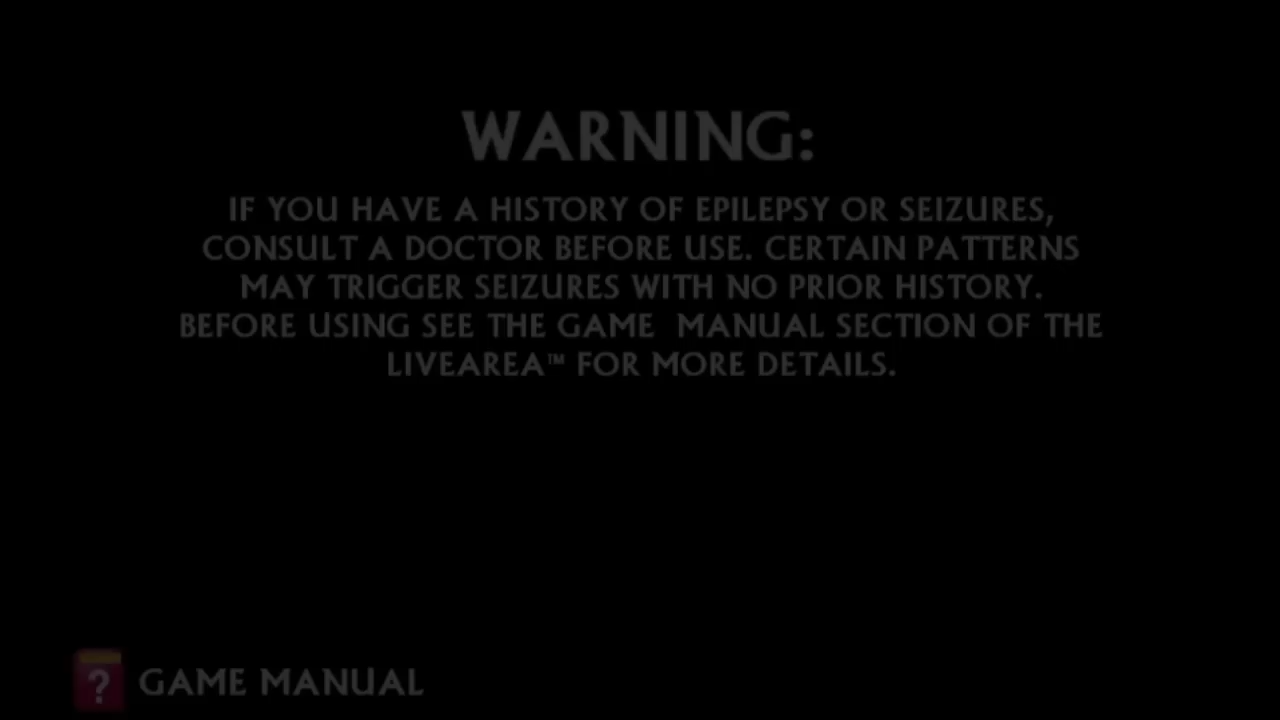 WARNING:
IF YOU HAVE A HISTORY OF EPILEPSY OR SEIZURES,
CONSULT A DOCTOR BEFORE USE. CERTAIN PATTERNS
MAY TRIGGER SEIZURES WITH NO PRIOR HISTORY.
BEFORE USING SEE THE GAME MANUAL SECTION OF THE
LIVEAREA™ FOR MORE DETAILS.
? GAME MANUAL